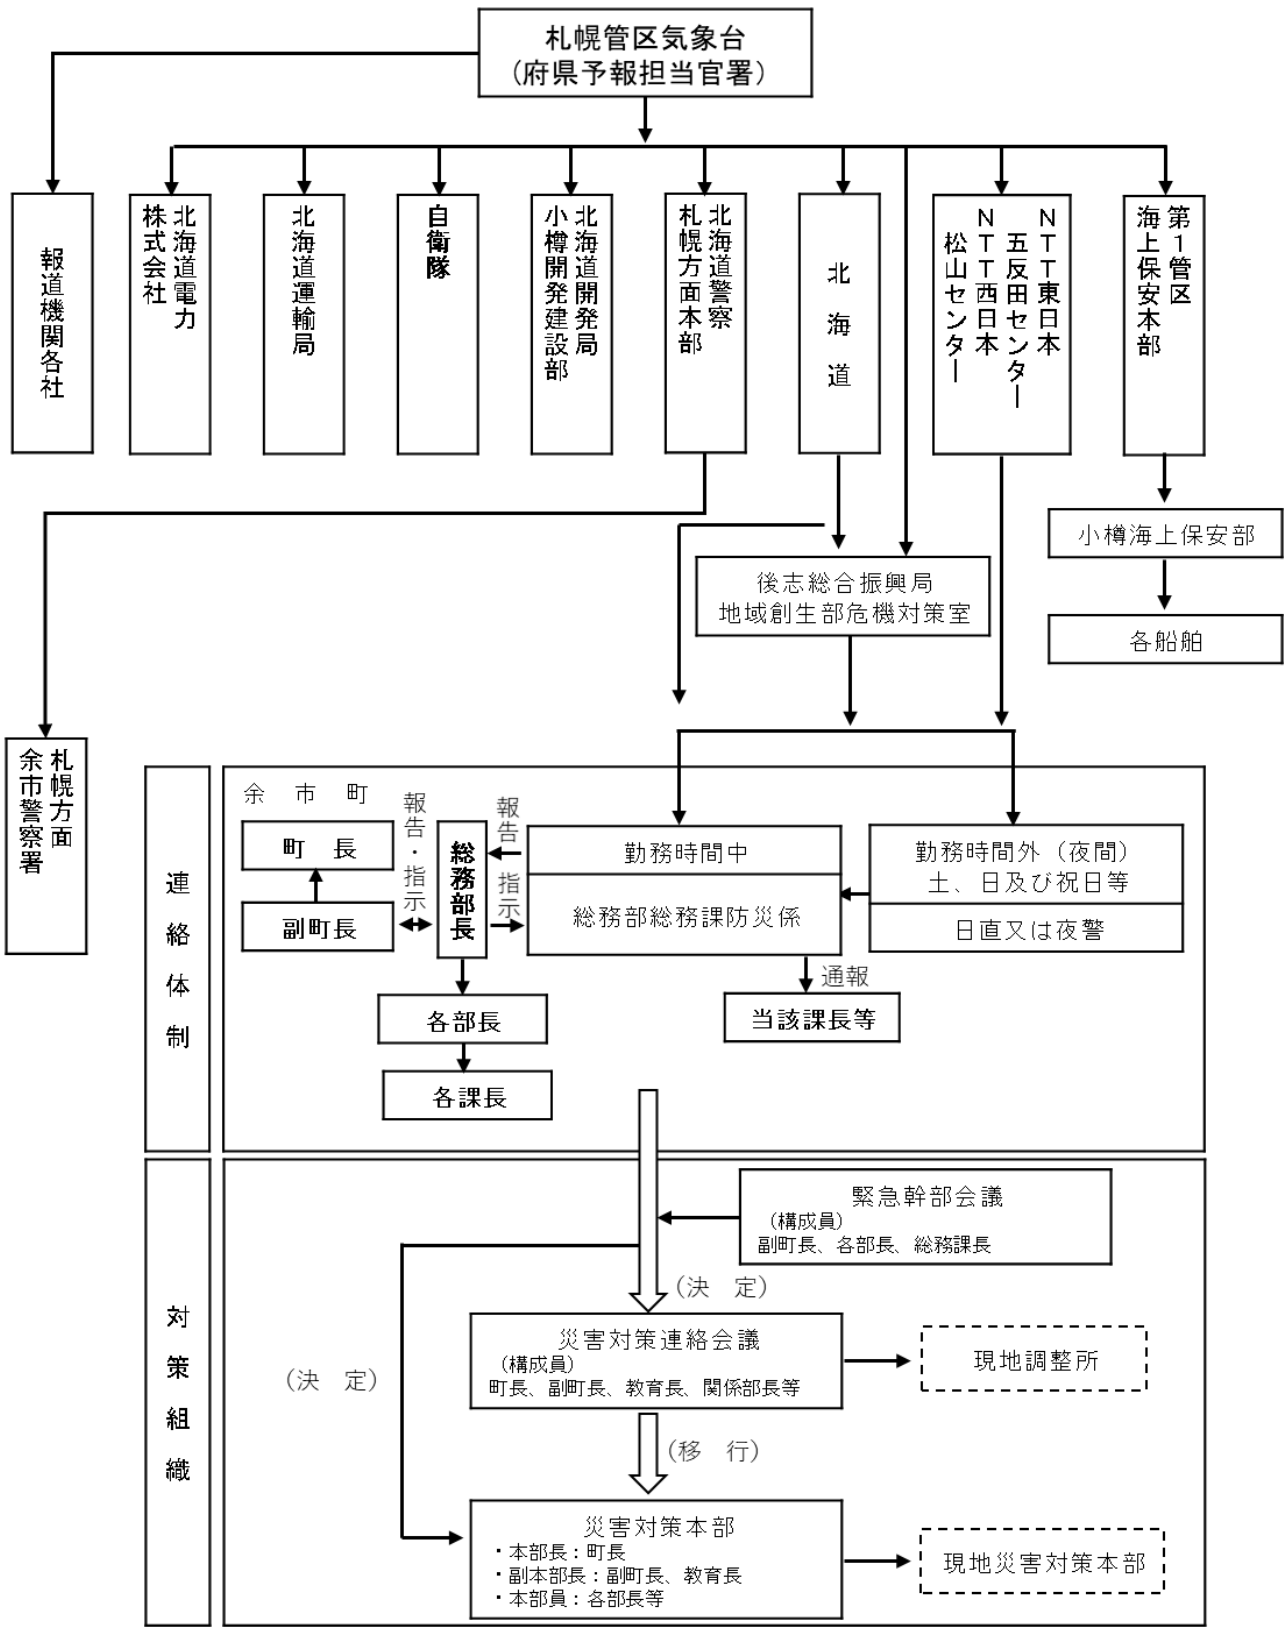 札幌管区気象台
（府県予報担当官署）
報道機関各社
北海道電力
株式会社
北海道運輸局
自衛隊
北海道開発局
小樽開発建設部
北海道警察
札幌方面本部
北海道
ＮＴＴ東日本
五反田センター
ＮＴＴ西日本
松山センター
第１管区
海上保安本部
小樽海上保安部
各船舶
後志総合振興局
地域創生部危機対策室
札幌方面
余市警察署
連絡体制
余　市　町
町　長
副町長
報告・指示
総務部長
報告
指示
勤務時間中
総務部総務課防災係
勤務時間外（夜間）
土、日及び祝日等
日直又は夜警
通報
当該課長等
各部長
各課長
対策組織
緊急幹部会議
（構成員）
副町長、各部長、総務課長
（決　定）
災害対策連絡会議
（構成員）
町長、副町長、教育長、関係部長等
現地調整所
（決　定）
（移　行）
災害対策本部
・本部長：町長
・副本部長：副町長、教育長
・本部員：各部長等
現地災害対策本部